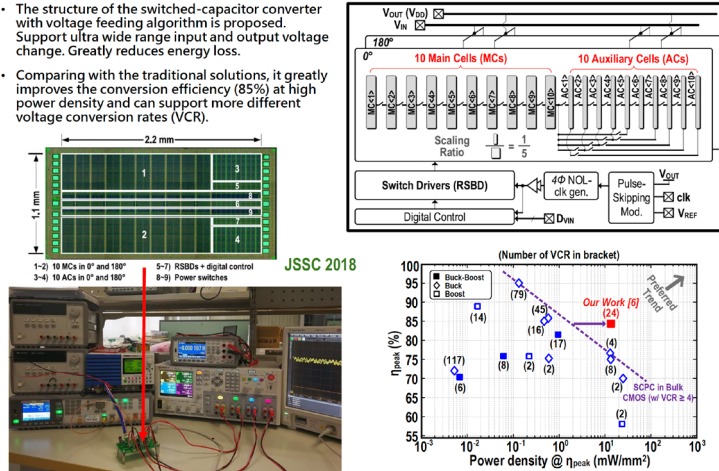 • The structure of the switched-capacitor converter
with voltage feeding algorithm is proposed.
Support ultra wide range input and output voltage
change. Greatly reduces energy loss.
• Comparing with the traditional solutions, it greatly
improves the conversion efficiency (85%) at high
power density and can support more different
voltage conversion rates (VCR).
2.2 mm
1.1 mm
1
2
3
4
5
6
7
8
9
1~2) 10 MCs in 0° and 180°
3~4) 10 ACs in 0° and 180°
5~7) RSBDs + digital control
8~9) Power switches
JSSC 2018
VOUT (VDD)
VIN
180°
0°
10 Main Cells (MCs)
10 Auxiliary Cells (ACs)
MC<1>
MC<2>
MC<3>
MC<4>
MC<5>
MC<6>
MC<7>
MC<8>
MC<9>
MC<10>
AC<1>
AC<2>
AC<3>
AC<4>
AC<5>
AC<6>
AC<7>
AC<8>
AC<9>
AC<10>
Scaling
Ratio
= 1
5
Switch Drivers (RSBD)
4Φ NOL-
clk gen.
Pulse-
Skipping
Mod.
VOUT
clk
VREF
Digital Control
DVIN
(Number of VCR in bracket)
Buck-Boost
Buck
Boost
Preferred
Trend
Our Work [6]
(24)
(79)
(14)
(45)
(16)
(17)
(4)
(8)
(117)
(6)
(8)
(2)
(2)
(2)
(2)
SCPC in Bulk
CMOS (w/ VCR ≥ 4)
ηpeak (%)
100
95
90
85
80
75
70
65
60
55
10-3
10-2
10-1
100
101
102
103
Power density @ ηpeak (mW/mm²)